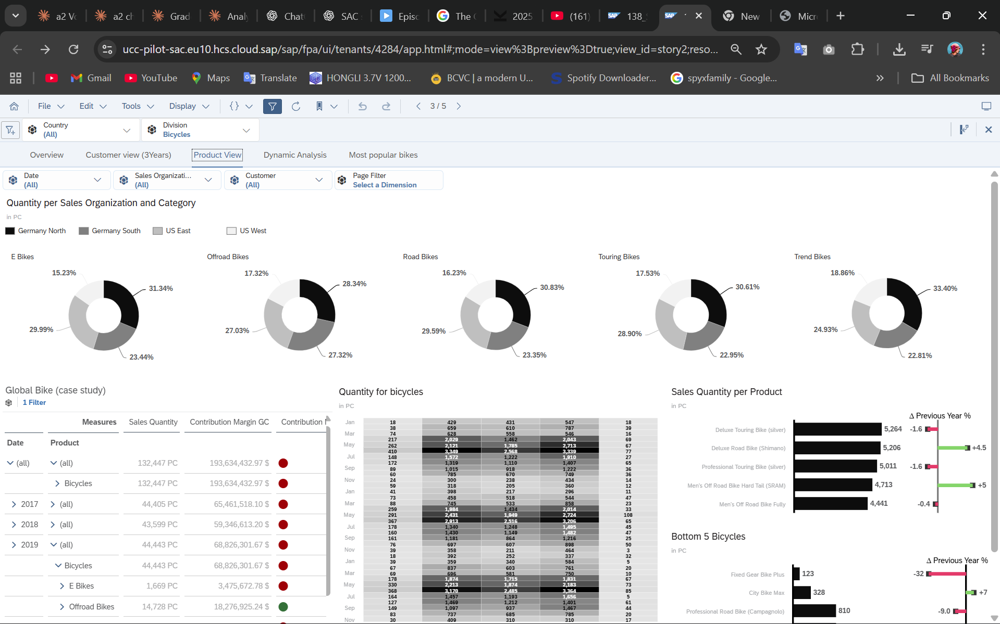 a2 Vo
a2 ch
Grad
Anal
Chat
SAC
Episo
The
2025
(161)
138_
New
Micr
ucc-pilot-sac.eu10.hcs.cloud.sap/sap/fpa/ui/tenants/4284/app.html#;mode=view%3Bpreview%3Dtrue;view_id=story2;reso...
Gmail
YouTube
Maps
Translate
HONGLI 3.7V 1200...
BCVC | a modern U...
Spotify Downloader...
spyxfamily - Google...
All Bookmarks
File
Edit
Tools
Display
3 / 5
Country
(All)
Division
Bicycles
Overview
Customer view (3Years)
Product View
Dynamic Analysis
Most popular bikes
Date
(All)
Sales Organizati...
(All)
Customer
(All)
Page Filter
Select a Dimension
Quantity per Sales Organization and Category
in PC
Germany North
Germany South
US East
US West
E Bikes
15.23%
31.34%
29.99%
23.44%
Offroad Bikes
17.32%
28.34%
27.03%
27.32%
Road Bikes
16.23%
30.83%
29.59%
23.35%
Touring Bikes
17.53%
30.61%
28.90%
22.95%
Trend Bikes
18.86%
33.40%
24.93%
22.81%
Global Bike (case study)
1 Filter
Measures Sales Quantity Contribution Margin GC Contribution
Date Product
(all) (all) 132,447 PC 193,634,432.97 $
Bicycles 132,447 PC 193,634,432.97 $
2017 (all) 44,405 PC 65,461,518.10 $
2018 (all) 43,599 PC 59,346,613.20 $
2019 (all) 44,443 PC 68,826,301.67 $
Bicycles 44,443 PC 68,826,301.67 $
E Bikes 1,669 PC 3,475,672.78 $
Offroad Bikes 14,728 PC 18,276,925.24 $
Quantity for bicycles
in PC
Jan 18 429 431 547 18
38 659 610 787 39
Mar 74 628 558 546 16
217 2,029 1,462 2,043 69
May 262 2,121 1,785 2,713 67
410 3,349 2,568 3,339 77
Jul 148 1,572 1,222 1,910 27
172 1,319 1,110 1,407 65
Sep 89 1,015 918 1,222 36
60 785 670 749 36
Nov 24 300 238 434 14
59 318 205 360 12
Jan 41 398 217 296 11
73 458 518 544 47
Mar 88 745 533 858 23
259 1,984 1,434 2,014 33
May 291 2,431 1,949 2,724 108
367 2,913 2,516 3,206 65
Jul 178 1,340 1,248 1,495 45
160 1,430 1,149 1,482 47
Sep 161 1,181 864 1,216 25
76 697 607 898 50
Nov 39 358 211 464 3
18 392 252 337 32
Jan 39 359 340 584 5
67 837 603 761 20
Mar 69 696 581 750 10
178 1,874 1,715 1,831 67
May 330 2,213 1,874 2,183 73
368 3,170 2,485 3,364 85
Jul 164 1,457 1,193 1,656 5
127 1,469 1,212 1,401 61
Sep 149 1,097 937 1,467 44
83 737 685 785 20
Nov 30 409 310 310 17
Sales Quantity per Product
in PC
Δ Previous Year %
Deluxe Touring Bike (silver) 5,264 -1.6
Deluxe Road Bike (Shimano) 5,206 +4.5
Professional Touring Bike (silver) 5,011 -1.6
Men's Off Road Bike Hard Tail (SRAM) 4,713 +5
Men's Off Road Bike Fully 4,441 -0.4
Bottom 5 Bicycles
in PC
Δ Previous Year %
Fixed Gear Bike Plus 123 -32
City Bike Max 328 +7
Professional Road Bike (Campagnolo) 810 -9.0